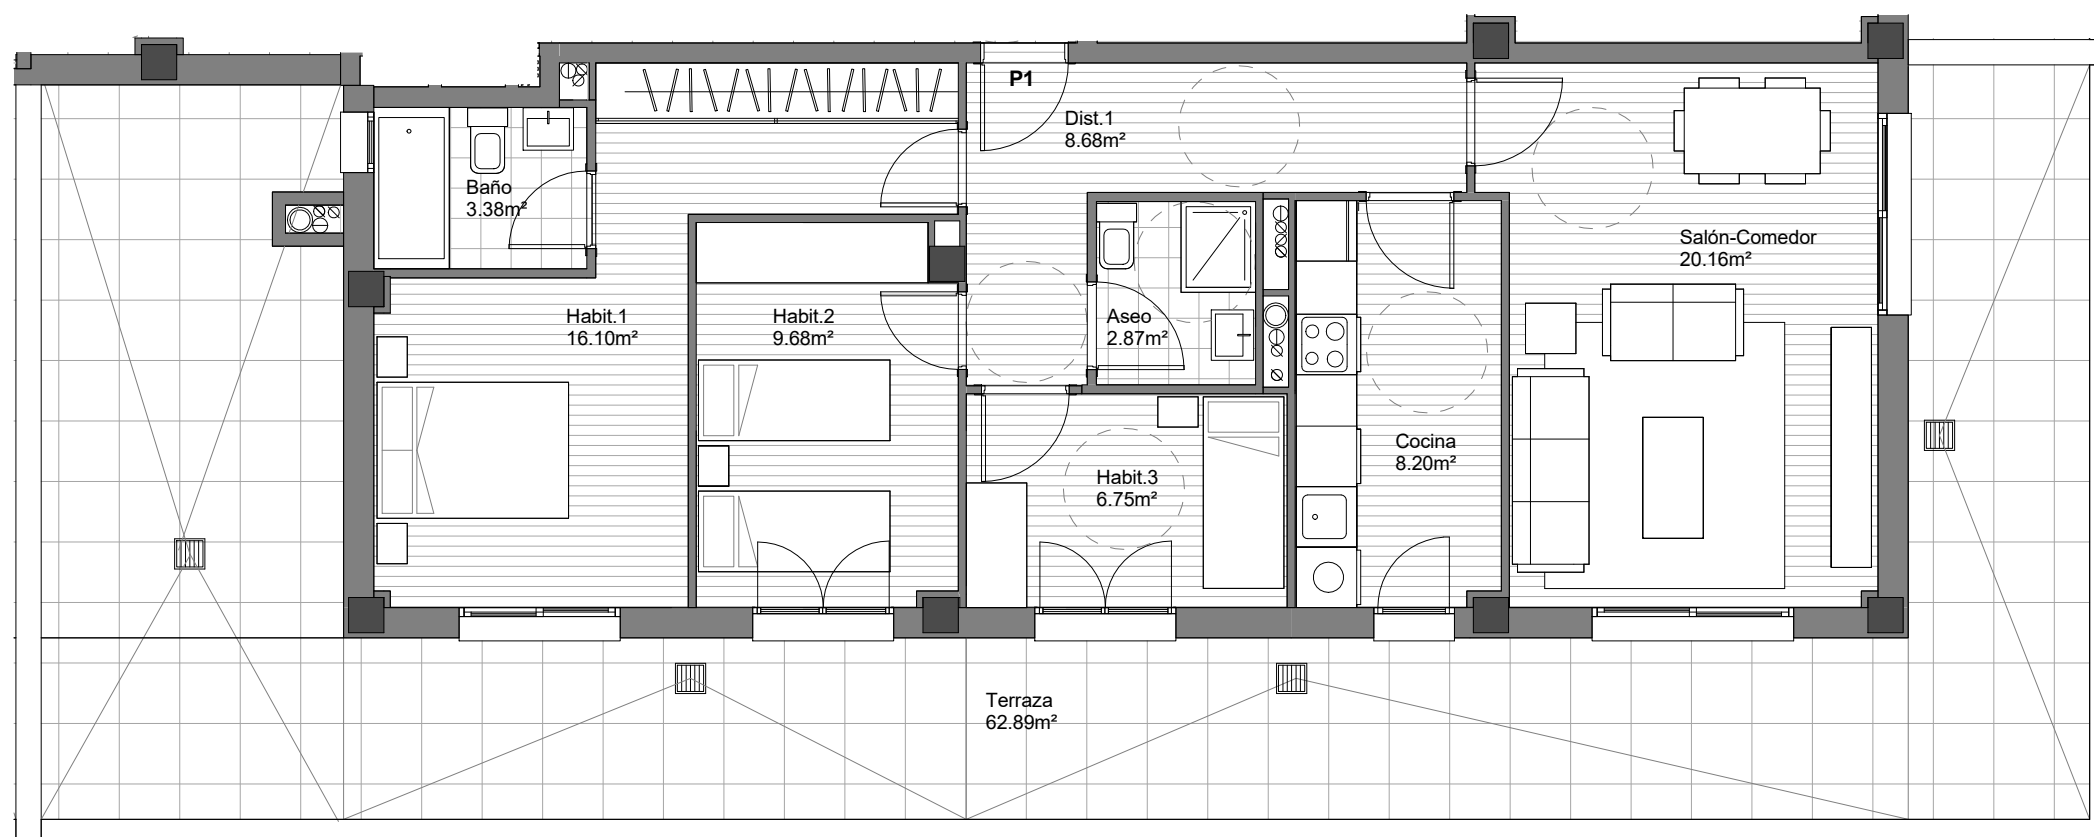 P1
Dist.1
8.68m²
Baño
3.38m²
Salón-Comedor
20.16m²
Habit.1
16.10m²
Habit.2
9.68m²
Aseo
2.87m²
Cocina
8.20m²
Habit.3
6.75m²
Terraza
62.89m²